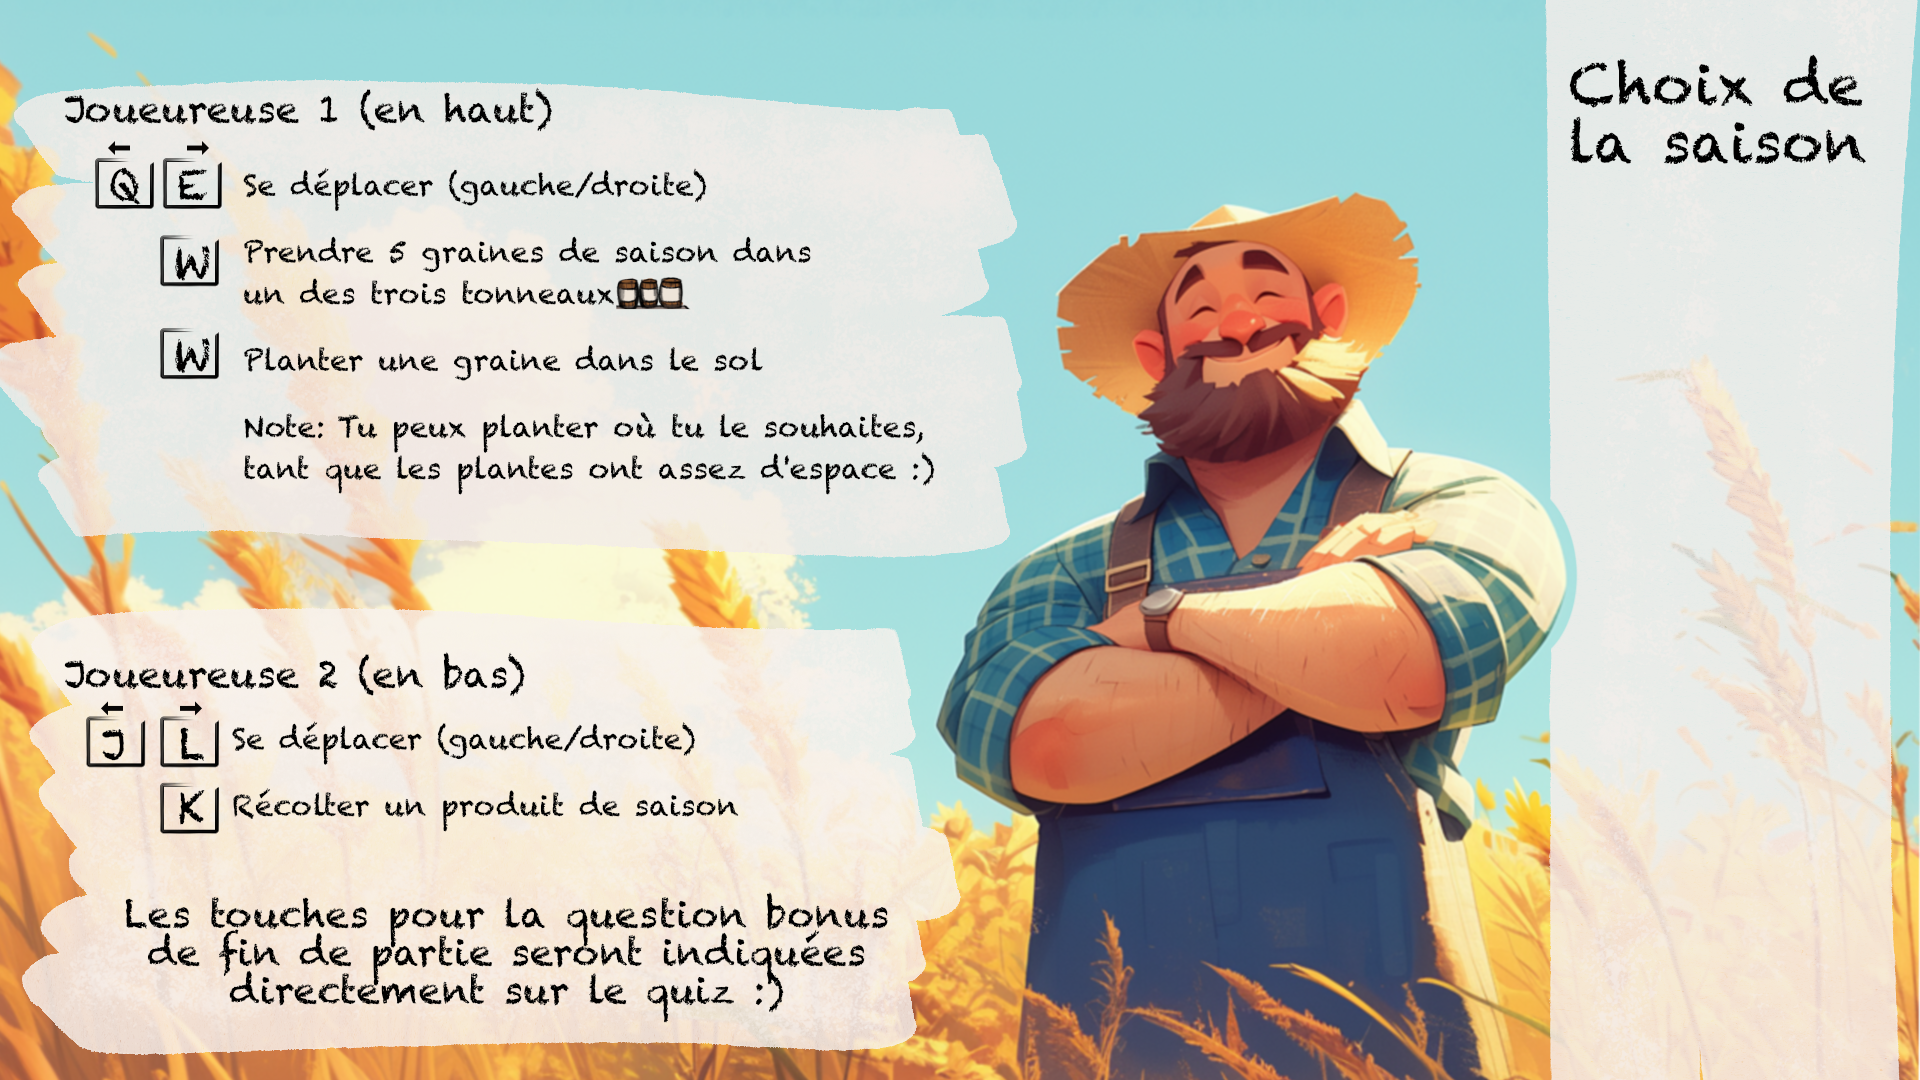 Joueureuse 1 (en haut)
Q E Se déplacer (gauche/droite)
W Prendre 5 graines de saison dans
un des trois tonneaux
W Planter une graine dans le sol
Note: Tu peux planter où tu le souhaites,
tant que les plantes ont assez d'espace :)
Joueureuse 2 (en bas)
J L Se déplacer (gauche/droite)
K Récolter un produit de saison
Les touches pour la question bonus
de fin de partie seront indiquées
directement sur le quiz :)
Choix de
la saison